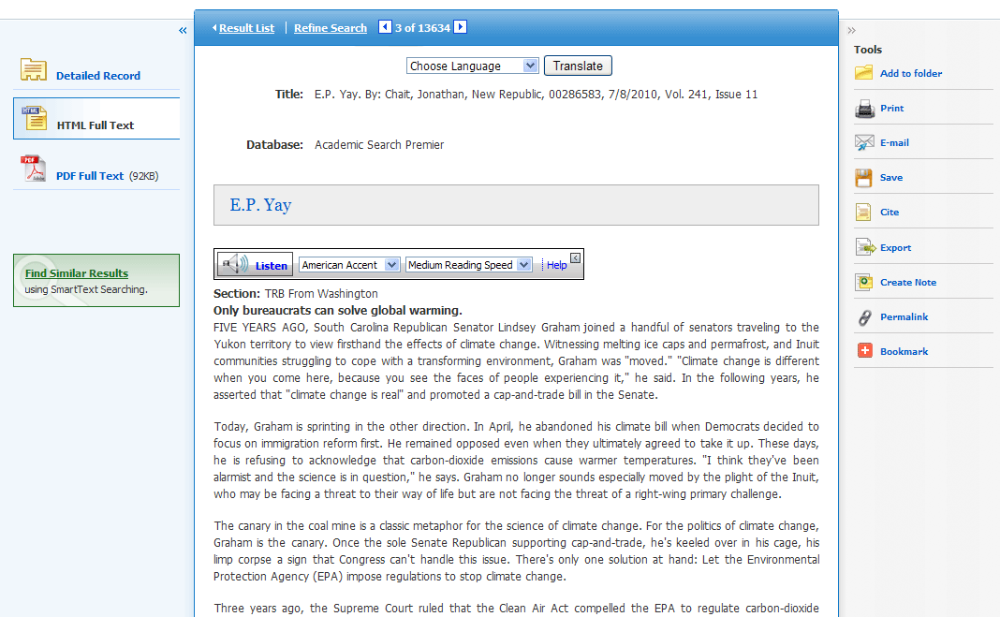 «
Detailed Record
HTML Full Text
PDF Full Text (92KB)
Find Similar Results
using SmartText Searching.
Result List | Refine Search 3 of 13634
Choose Language Translate
Title: E.P. Yay. By: Chait, Jonathan, New Republic, 00286583, 7/8/2010, Vol. 241, Issue 11
Database: Academic Search Premier
E.P. Yay
Listen American Accent Medium Reading Speed Help
Section: TRB From Washington
Only bureaucrats can solve global warming.
FIVE YEARS AGO, South Carolina Republican Senator Lindsey Graham joined a handful of senators traveling to the
Yukon territory to view firsthand the effects of climate change. Witnessing melting ice caps and permafrost, and Inuit
communities struggling to cope with a transforming environment, Graham was "moved." "Climate change is different
when you come here, because you see the faces of people experiencing it," he said. In the following years, he
asserted that "climate change is real" and promoted a cap-and-trade bill in the Senate.
Today, Graham is sprinting in the other direction. In April, he abandoned his climate bill when Democrats decided to
focus on immigration reform first. He remained opposed even when they ultimately agreed to take it up. These days,
he is refusing to acknowledge that carbon-dioxide emissions cause warmer temperatures. "I think they've been
alarmist and the science is in question," he says. Graham no longer sounds especially moved by the plight of the Inuit,
who may be facing a threat to their way of life but are not facing the threat of a right-wing primary challenge.
The canary in the coal mine is a classic metaphor for the science of climate change. For the politics of climate change,
Graham is the canary. Once the sole Senate Republican supporting cap-and-trade, he's keeled over in his cage, his
limp corpse a sign that Congress can't handle this issue. There's only one solution at hand: Let the Environmental
Protection Agency (EPA) impose regulations to stop climate change.
Three years ago, the Supreme Court ruled that the Clean Air Act compelled the EPA to regulate carbon-dioxide
»
Tools
Add to folder
Print
E-mail
Save
Cite
Export
Create Note
Permalink
Bookmark